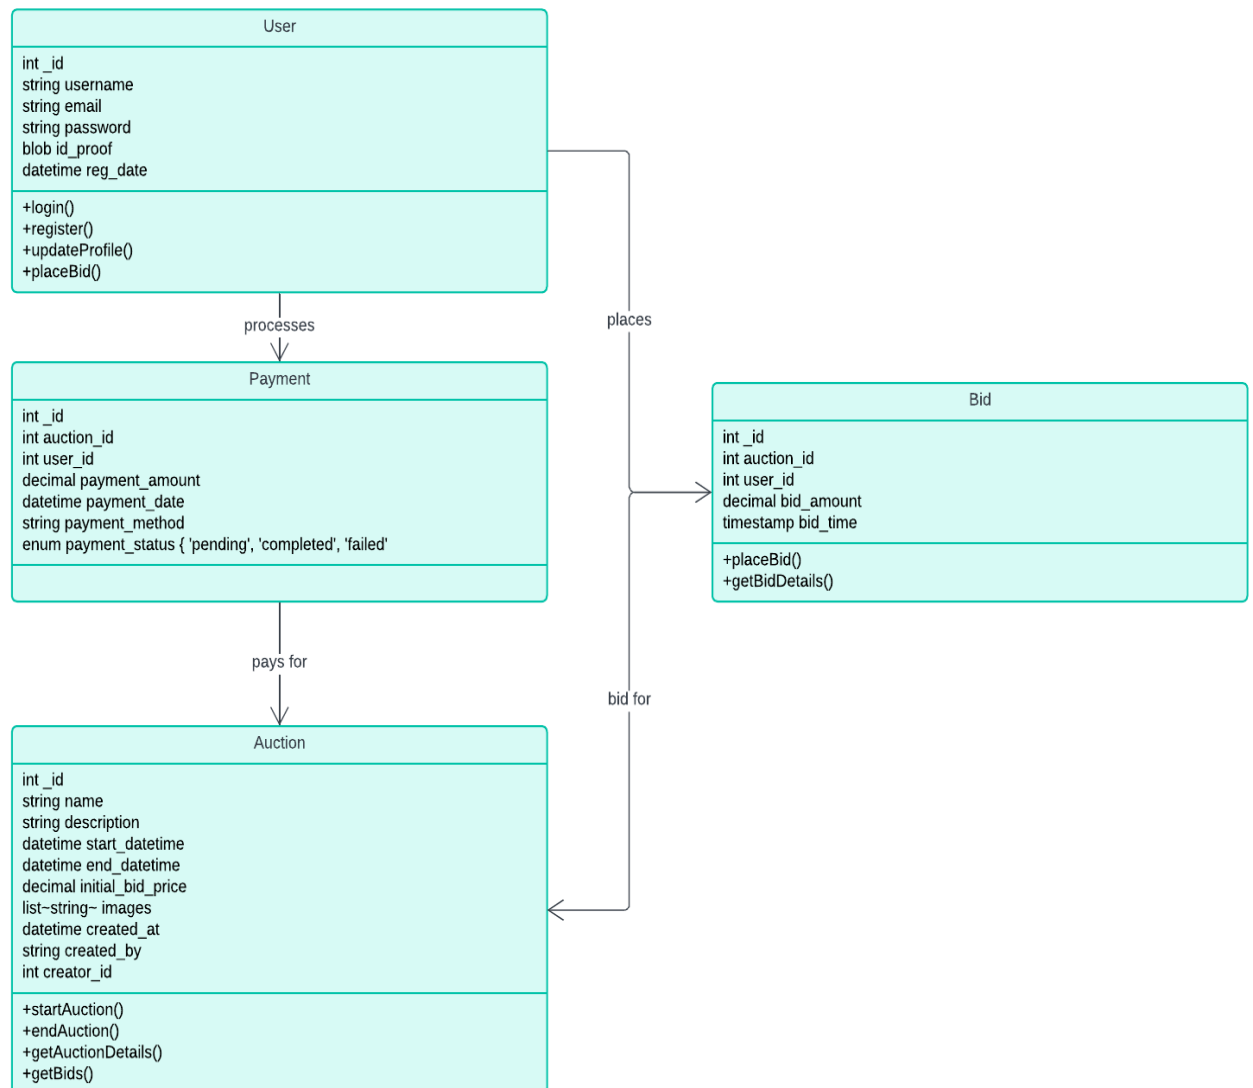 User
int _id
string username
string email
string password
blob id_proof
datetime reg_date
+login()
+register()
+updateProfile()
+placeBid()
processes
places
Payment
int _id
int auction_id
int user_id
decimal payment_amount
datetime payment_date
string payment_method
enum payment_status { 'pending', 'completed', 'failed'
Bid
int _id
int auction_id
int user_id
decimal bid_amount
timestamp bid_time
+placeBid()
+getBidDetails()
pays for
bid for
Auction
int _id
string name
string description
datetime start_datetime
datetime end_datetime
decimal initial_bid_price
list~string~ images
datetime created_at
string created_by
int creator_id
+startAuction()
+endAuction()
+getAuctionDetails()
+getBids()